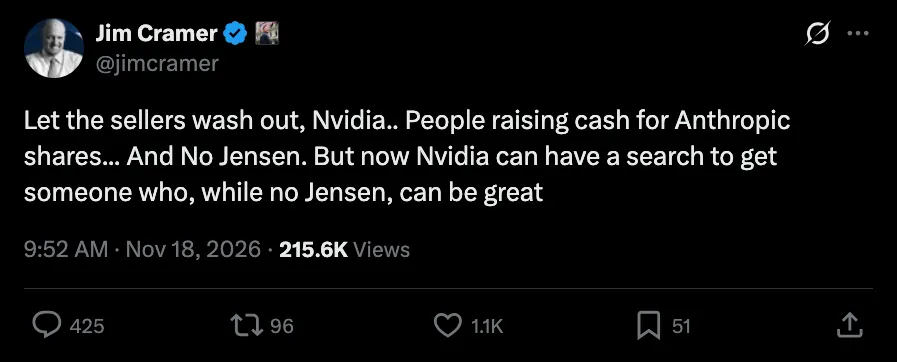 Jim Cramer
@jimcramer
Let the sellers wash out, Nvidia.. People raising cash for Anthropic
shares... And No Jensen. But now Nvidia can have a search to get
someone who, while no Jensen, can be great
9:52 AM · Nov 18, 2026 · 215.6K Views
425 96 1.1K 51